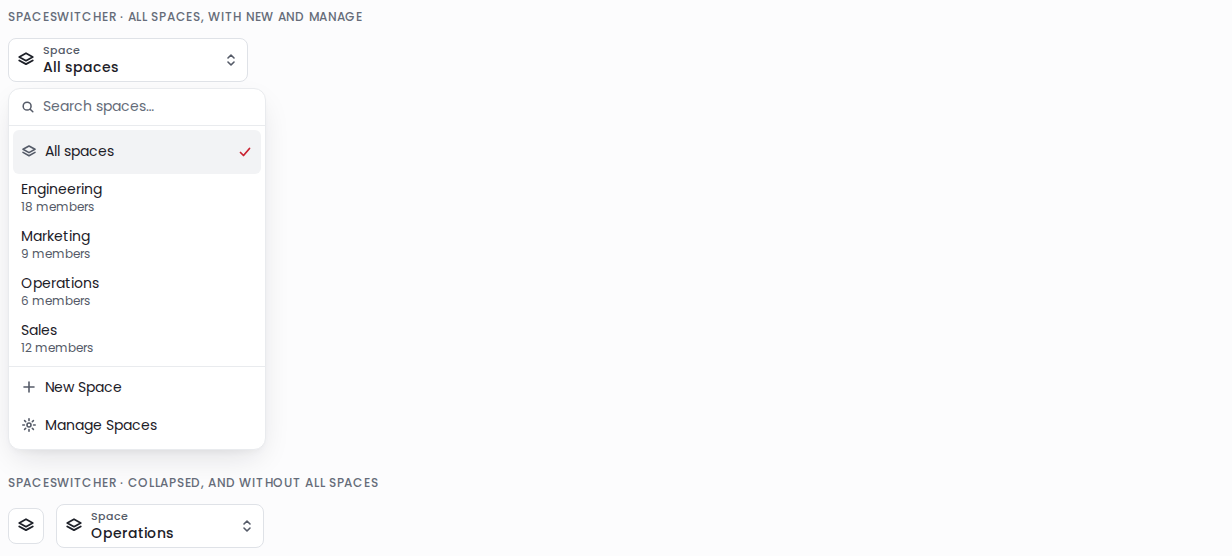 SPACESWITCHER · ALL SPACES, WITH NEW AND MANAGE
Space
All spaces
Search spaces...
All spaces
Engineering
18 members
Marketing
9 members
Operations
6 members
Sales
12 members
New Space
Manage Spaces
SPACESWITCHER · COLLAPSED, AND WITHOUT ALL SPACES
Space
Operations